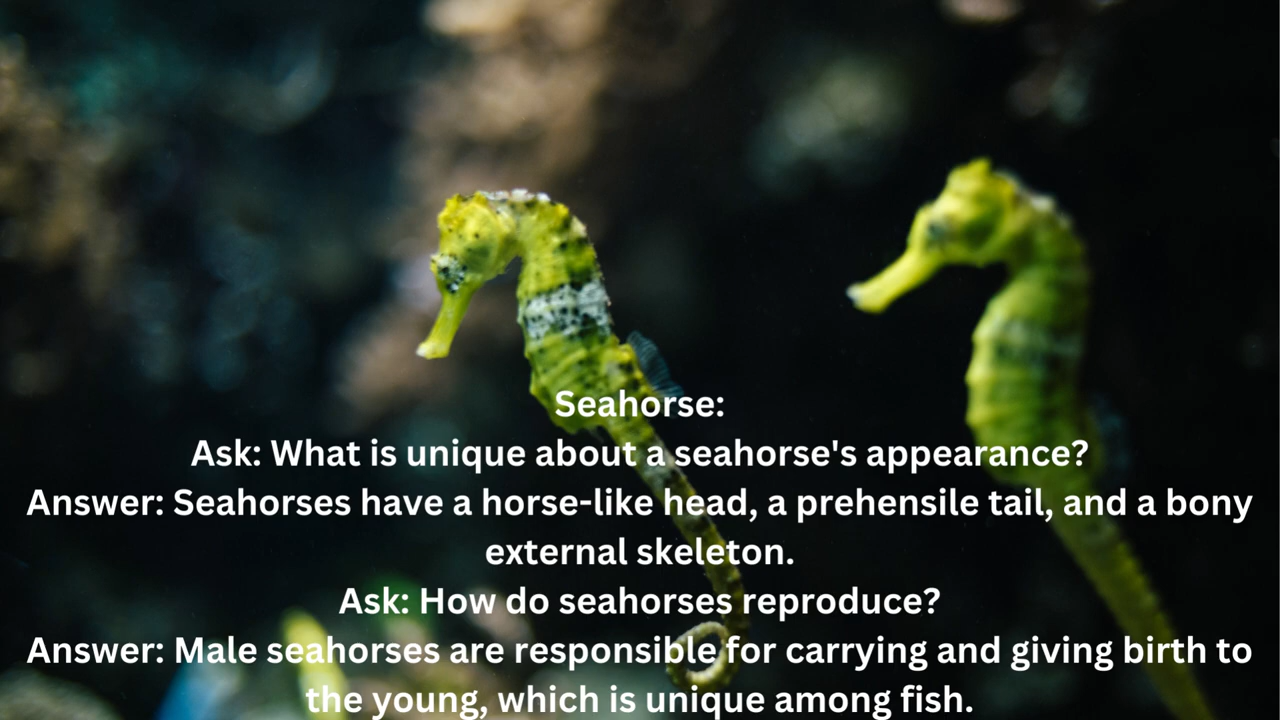 Seahorse:
Ask: What is unique about a seahorse's appearance?
Answer: Seahorses have a horse-like head, a prehensile tail, and a bony
external skeleton.
Ask: How do seahorses reproduce?
Answer: Male seahorses are responsible for carrying and giving birth to
the young, which is unique among fish.